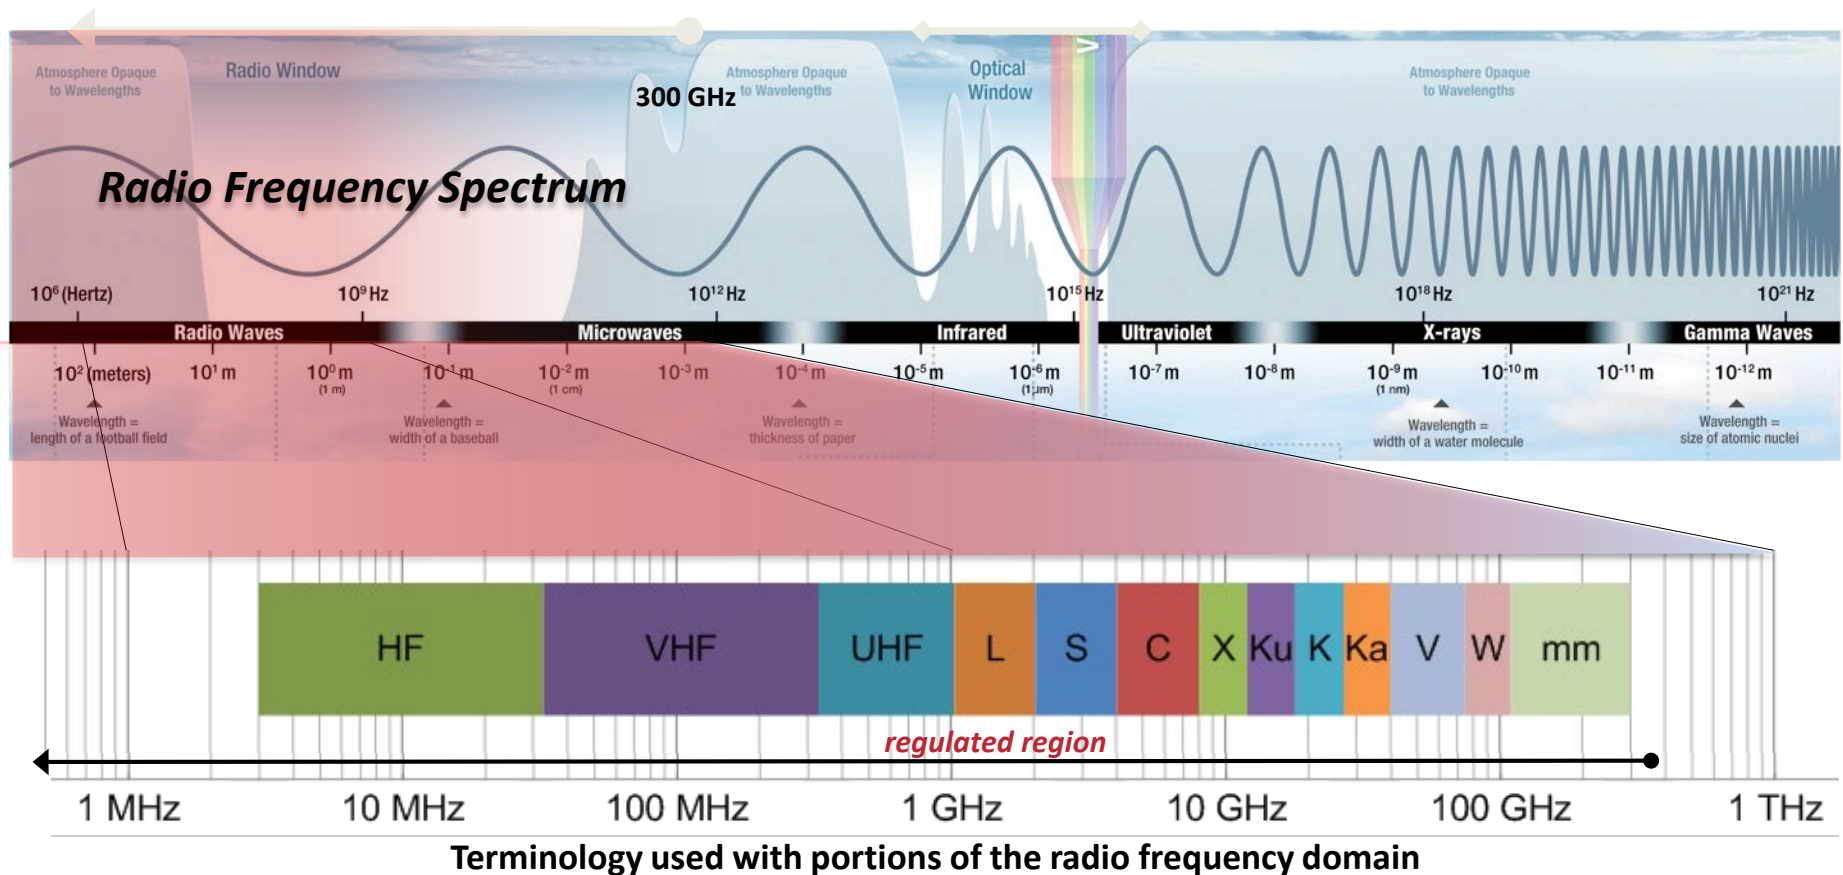 Atmosphere Opaque
to Wavelengths
Radio Window
300 GHz
Atmosphere Opaque
to Wavelengths
Optical
Window
V
Atmosphere Opaque
to Wavelengths
Radio Frequency Spectrum
10⁶ (Hertz)
10⁹ Hz
10¹² Hz
10¹⁵ Hz
10¹⁸ Hz
10²¹ Hz
Radio Waves
Microwaves
Infrared
Ultraviolet
X-rays
Gamma Waves
10² (meters)
10¹ m
10⁰ m
(1 m)
10⁻¹ m
10⁻² m
(1 cm)
10⁻³ m
10⁻⁴ m
10⁻⁵ m
10⁻⁶ m
(1 µm)
10⁻⁷ m
10⁻⁸ m
10⁻⁹ m
(1 nm)
10⁻¹⁰ m
10⁻¹¹ m
10⁻¹² m
Wavelength =
length of a football field
Wavelength =
width of a baseball
Wavelength =
thickness of paper
Wavelength =
width of a water molecule
Wavelength =
size of atomic nuclei
HF
VHF
UHF
L
S
C
X
Ku
K
Ka
V
W
mm
regulated region
1 MHz
10 MHz
100 MHz
1 GHz
10 GHz
100 GHz
1 THz
Terminology used with portions of the radio frequency domain